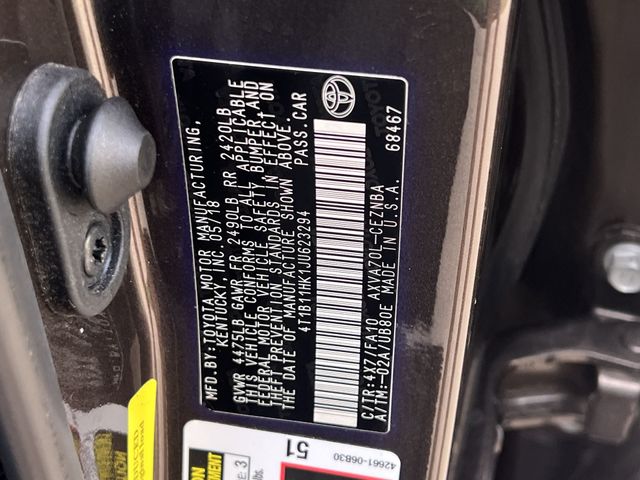 MFD.BY:TOYOTA MOTOR MANUFACTURING,
KENTUCKY, INC. 05/18
GVWR 4475LB GAWR FR 2490LB RR 2420LB
THIS VEHICLE CONFORMS TO ALL APPLICABLE
FEDERAL MOTOR VEHICLE SAFETY BUMPER,AND
THEFT PREVENTION STANDARDS IN EFFECT ON
THE DATE OF MANUFACTURE SHOWN ABOVE.
4T1B11HK1JU623294 PASS.CAR
C/TR:4X7/FA10 AXVA70L-CEZNBA
A/TM:-02A/UB80E MADE IN U.S.A.
68467
TOYOTA
42661-06B30
51
3
lbs.